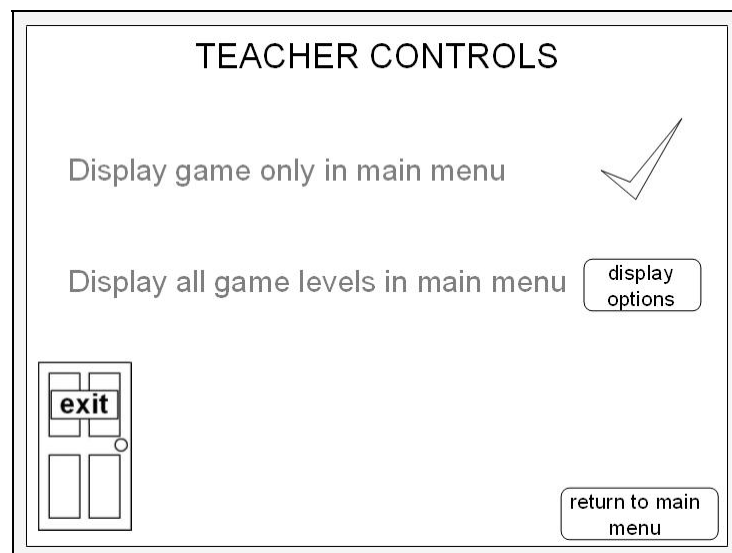 TEACHER CONTROLS
Display game only in main menu
Display all game levels in main menu
display
options
exit
return to main
menu